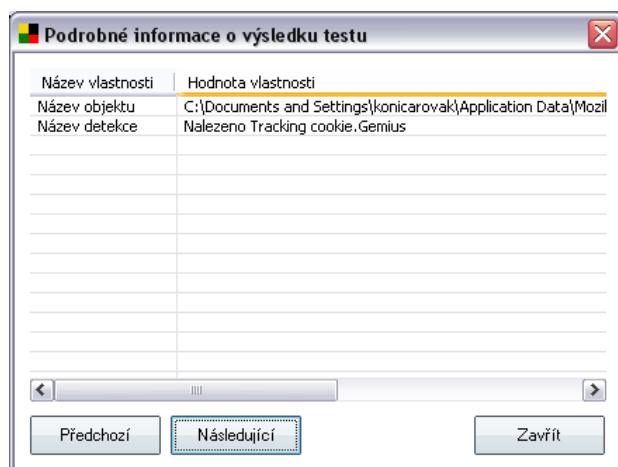 Podrobné informace o výsledku testu
Název vlastnosti Hodnota vlastnosti
Název objektu C:\Documents and Settings\konicarovak\Application Data\Mozil
Název detekce Nalezeno Tracking cookie.Gemius
Předchozí Následující Zavřít